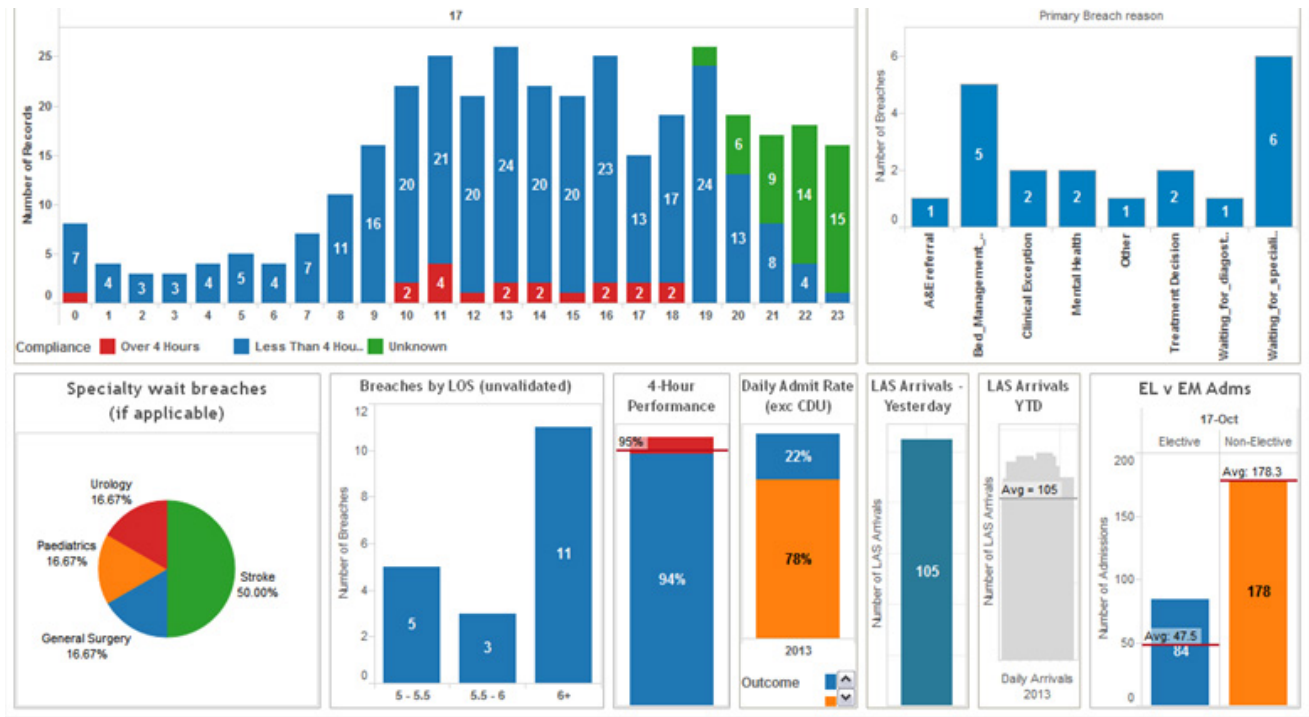 17
Number of Records
25
20
15
10
5
0
7
4
3
3
4
5
4
7
11
16
20
2
21
4
20
24
2
20
2
20
23
2
13
2
17
2
24
6
13
9
8
14
4
15
0 1 2 3 4 5 6 7 8 9 10 11 12 13 14 15 16 17 18 19 20 21 22 23
Compliance Over 4 Hours Less Than 4 Hou.. Unknown
Primary Breach reason
Number of Breaches
6
4
2
0
1
5
2
2
1
2
1
6
A&E referral
Bed_Management_..
Clinical Exception
Mental Health
Other
Treatment Decision
Waiting_for_diagost..
Waiting_for_speciali..
Specialty wait breaches
(if applicable)
Urology
16.67%
Paediatrics
16.67%
General Surgery
16.67%
Stroke
50.00%
Breaches by LOS (unvalidated)
Number of Breaches
12
10
8
6
4
2
0
5
3
11
5 - 5.5 5.5 - 6 6+
4-Hour
Performance
95%
94%
Daily Admit Rate
(exc CDU)
22%
78%
2013
Outcome
LAS Arrivals -
Yesterday
Number of LAS Arrivals
105
LAS Arrivals
YTD
Number of LAS Arrivals
Avg = 105
Daily Arrivals
2013
EL v EM Adms
17-Oct
Elective Non-Elective
Number of Admissions
200
150
100
50
0
Avg: 47.5
84
Avg: 178.3
178